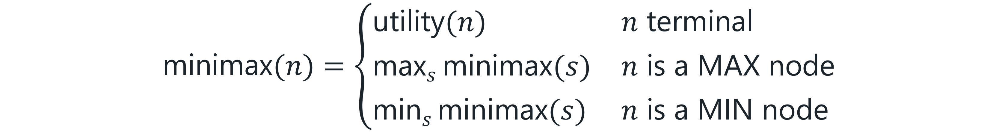 utility(n) n terminal
minimax(n) = { max_s minimax(s) n is a MAX node
min_s minimax(s) n is a MIN node